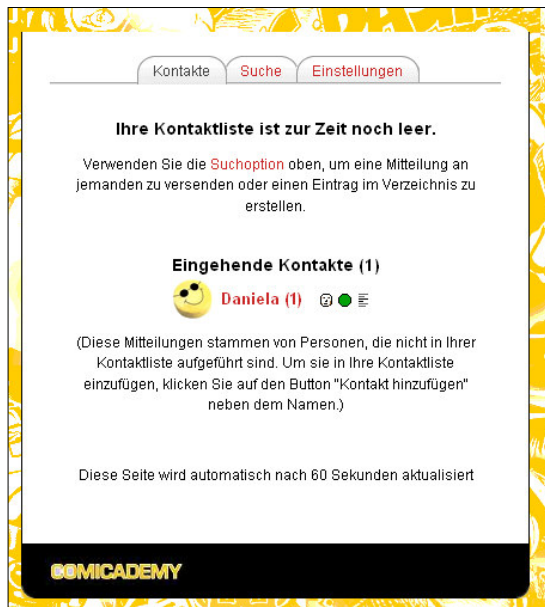 Kontakte Suche Einstellungen
Ihre Kontaktliste ist zur Zeit noch leer.
Verwenden Sie die Suchoption oben, um eine Mitteilung an
jemanden zu versenden oder einen Eintrag im Verzeichnis zu
erstellen.
Eingehende Kontakte (1)
Daniela (1)
(Diese Mitteilungen stammen von Personen, die nicht in Ihrer
Kontaktliste aufgeführt sind. Um sie in Ihre Kontaktliste
einzufügen, klicken Sie auf den Button "Kontakt hinzufügen"
neben dem Namen.)
Diese Seite wird automatisch nach 60 Sekunden aktualisiert
COMICADEMY